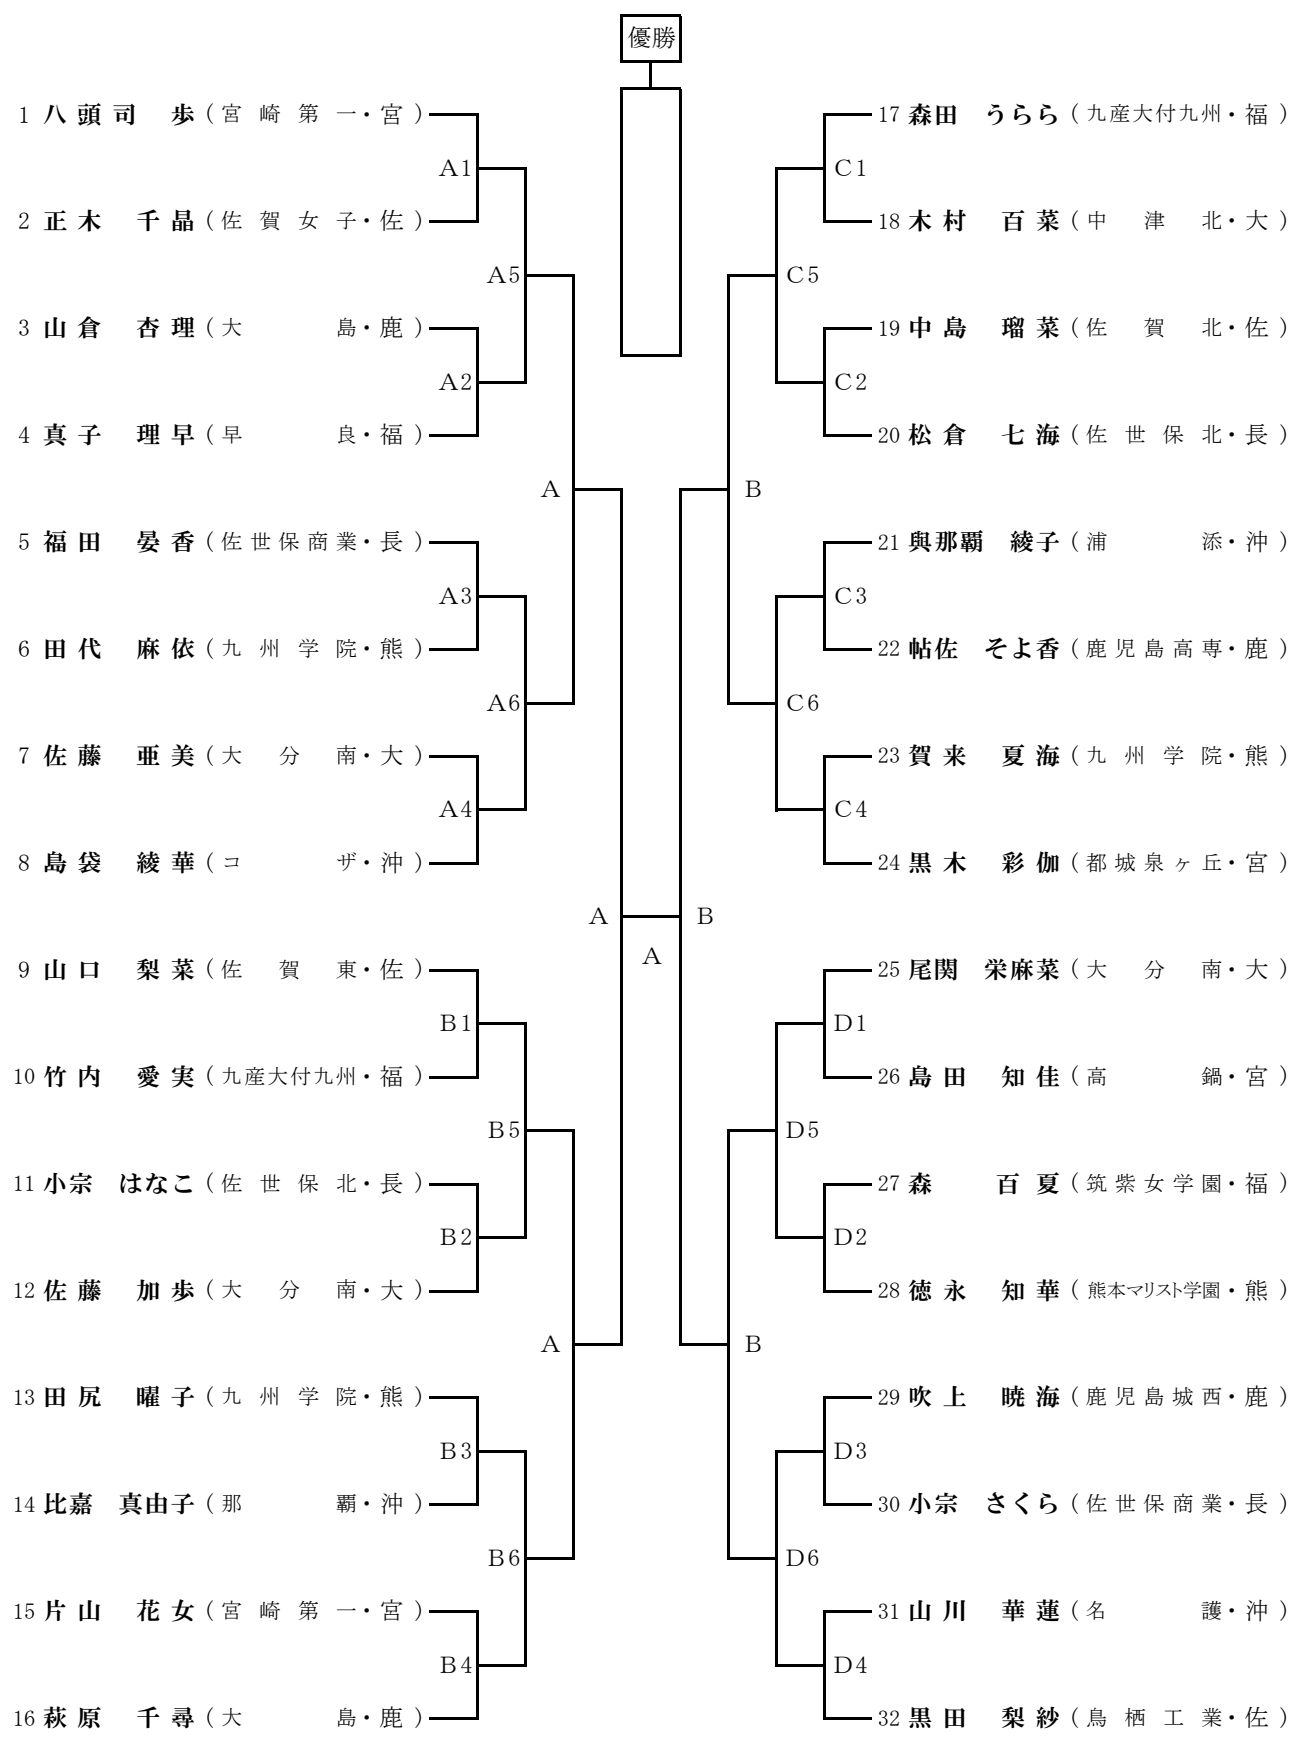 優勝
1 八頭司 歩 (宮崎第一・宮)
A1
2 正木 千晶 (佐賀女子・佐)
A5
3 山倉 杏理 (大島・鹿)
A2
4 真子 理早 (早良・福)
A
5 福田 晏香 (佐世保商業・長)
A3
6 田代 麻依 (九州学院・熊)
A6
7 佐藤 亜美 (大分南・大)
A4
8 島袋 綾華 (コザ・沖)
A
9 山口 梨菜 (佐賀東・佐)
B1
10 竹内 愛実 (九産大付九州・福)
B5
11 小宗 はなこ (佐世保北・長)
B2
12 佐藤 加歩 (大分南・大)
A
13 田尻 曜子 (九州学院・熊)
B3
14 比嘉 真由子 (那覇・沖)
B6
15 片山 花女 (宮崎第一・宮)
B4
16 萩原 千尋 (大島・鹿)
A
17 森田 うらら (九産大付九州・福)
C1
18 木村 百菜 (中津北・大)
C5
19 中島 瑠菜 (佐賀北・佐)
C2
20 松倉 七海 (佐世保北・長)
B
21 與那覇 綾子 (浦添・沖)
C3
22 帖佐 そよ香 (鹿児島高専・鹿)
C6
23 賀来 夏海 (九州学院・熊)
C4
24 黒木 彩伽 (都城泉ヶ丘・宮)
B
25 尾関 栄麻菜 (大分南・大)
D1
26 島田 知佳 (高鍋・宮)
D5
27 森 百夏 (筑紫女学園・福)
D2
28 徳永 知華 (熊本マリスト学園・熊)
B
29 吹上 暁海 (鹿児島城西・鹿)
D3
30 小宗 さくら (佐世保商業・長)
D6
31 山川 華蓮 (名護・沖)
D4
32 黒田 梨紗 (鳥栖工業・佐)